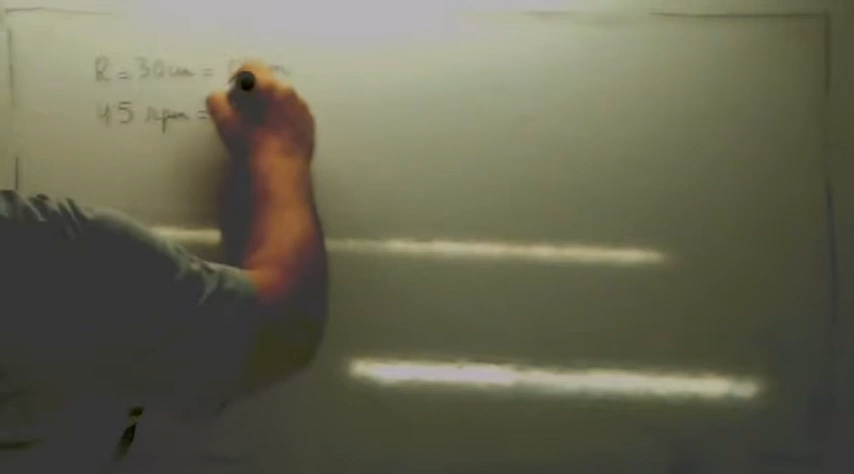 R = 30 cm =
45 rpm =